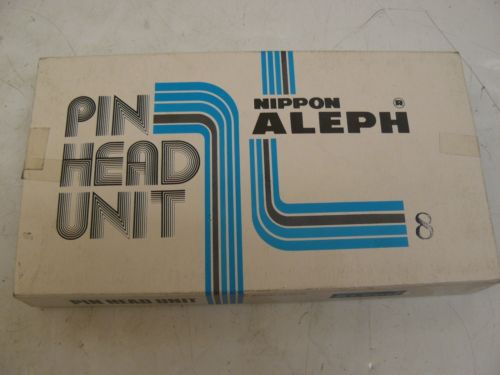 PIN
HEAD
UNIT
NIPPON
ALEPH ®
8
PIN HEAD UNIT